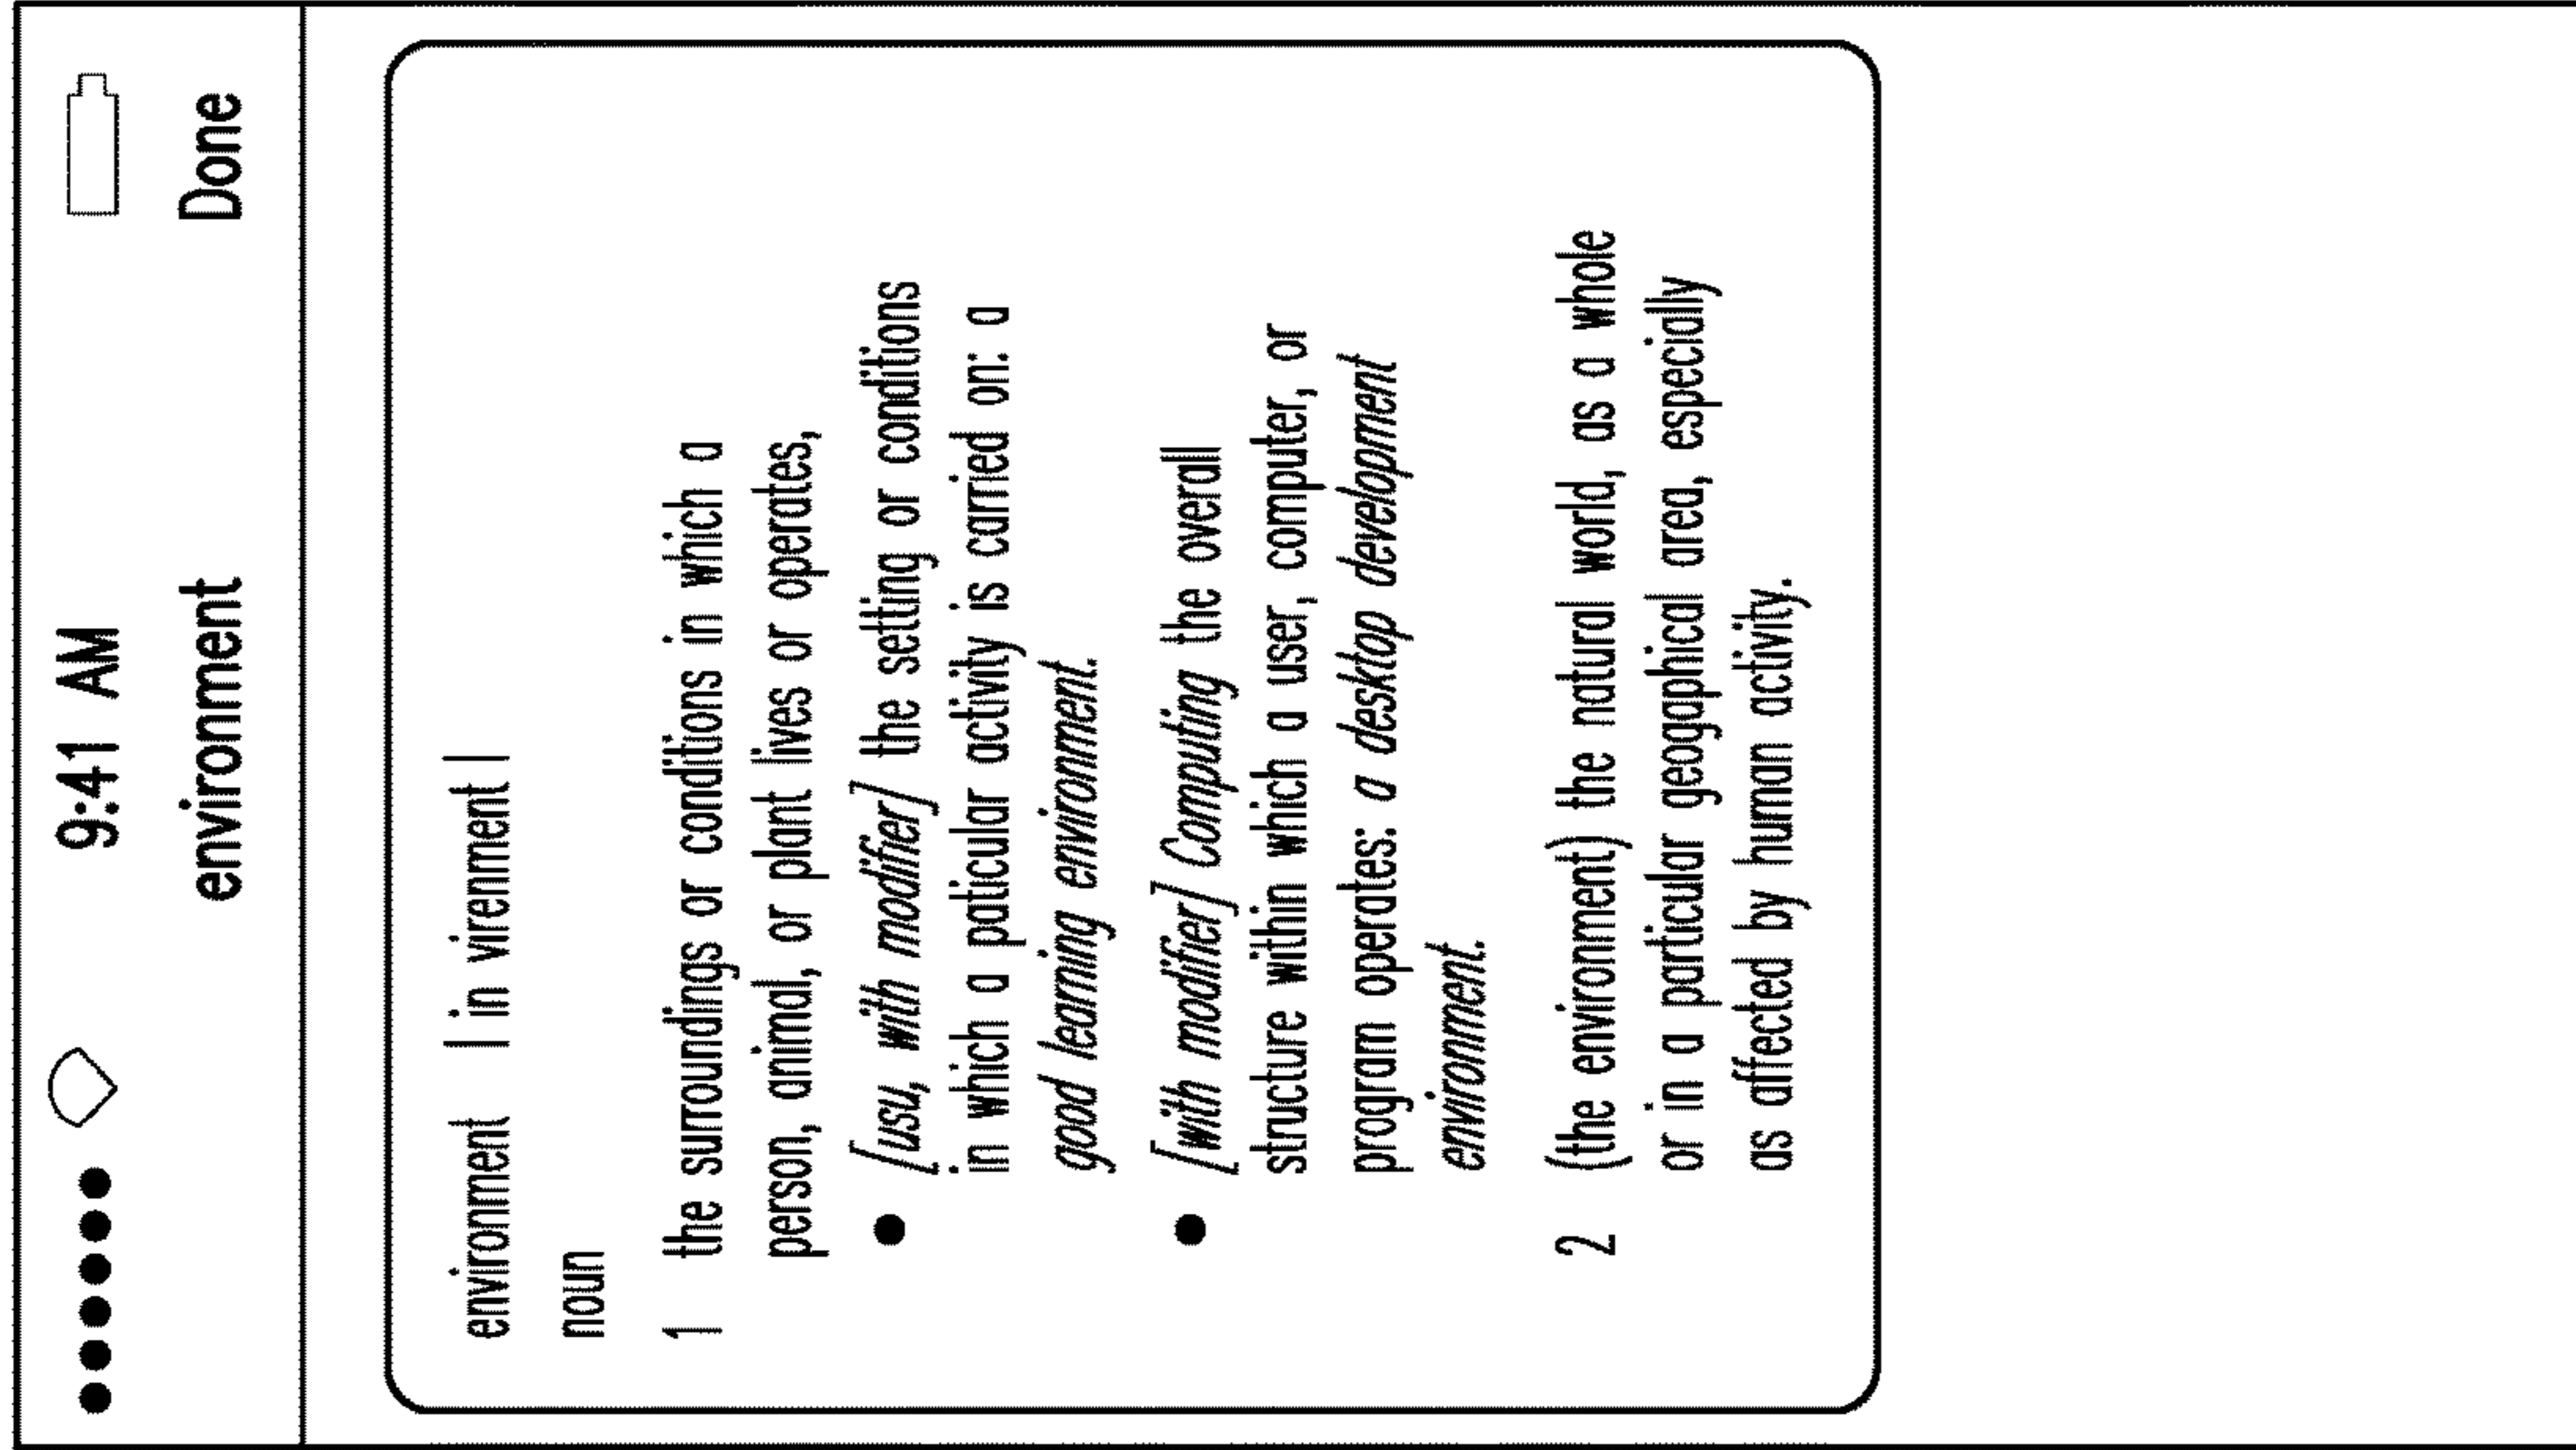 9:41 AM
environment Done
environment | in virenment |
noun
1 the surroundings or conditions in which a
person, animal, or plant lives or operates,
● [usu, with modifier] the setting or conditions
in which a paticular activity is carried on: a
good learning environment.
● [with modifier] Computing the overall
structure within which a user, computer, or
program operates: a desktop development
environment.
2 (the environment) the natural world, as a whole
or in a particular geogaphical area, especially
as affected by human activity.